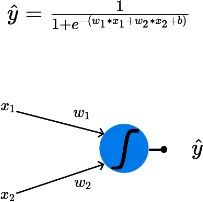 ŷ = 1 / 1+e^−(w₁*x₁+w₂*x₂+b)
x₁ w₁
ŷ
w₂
x₂